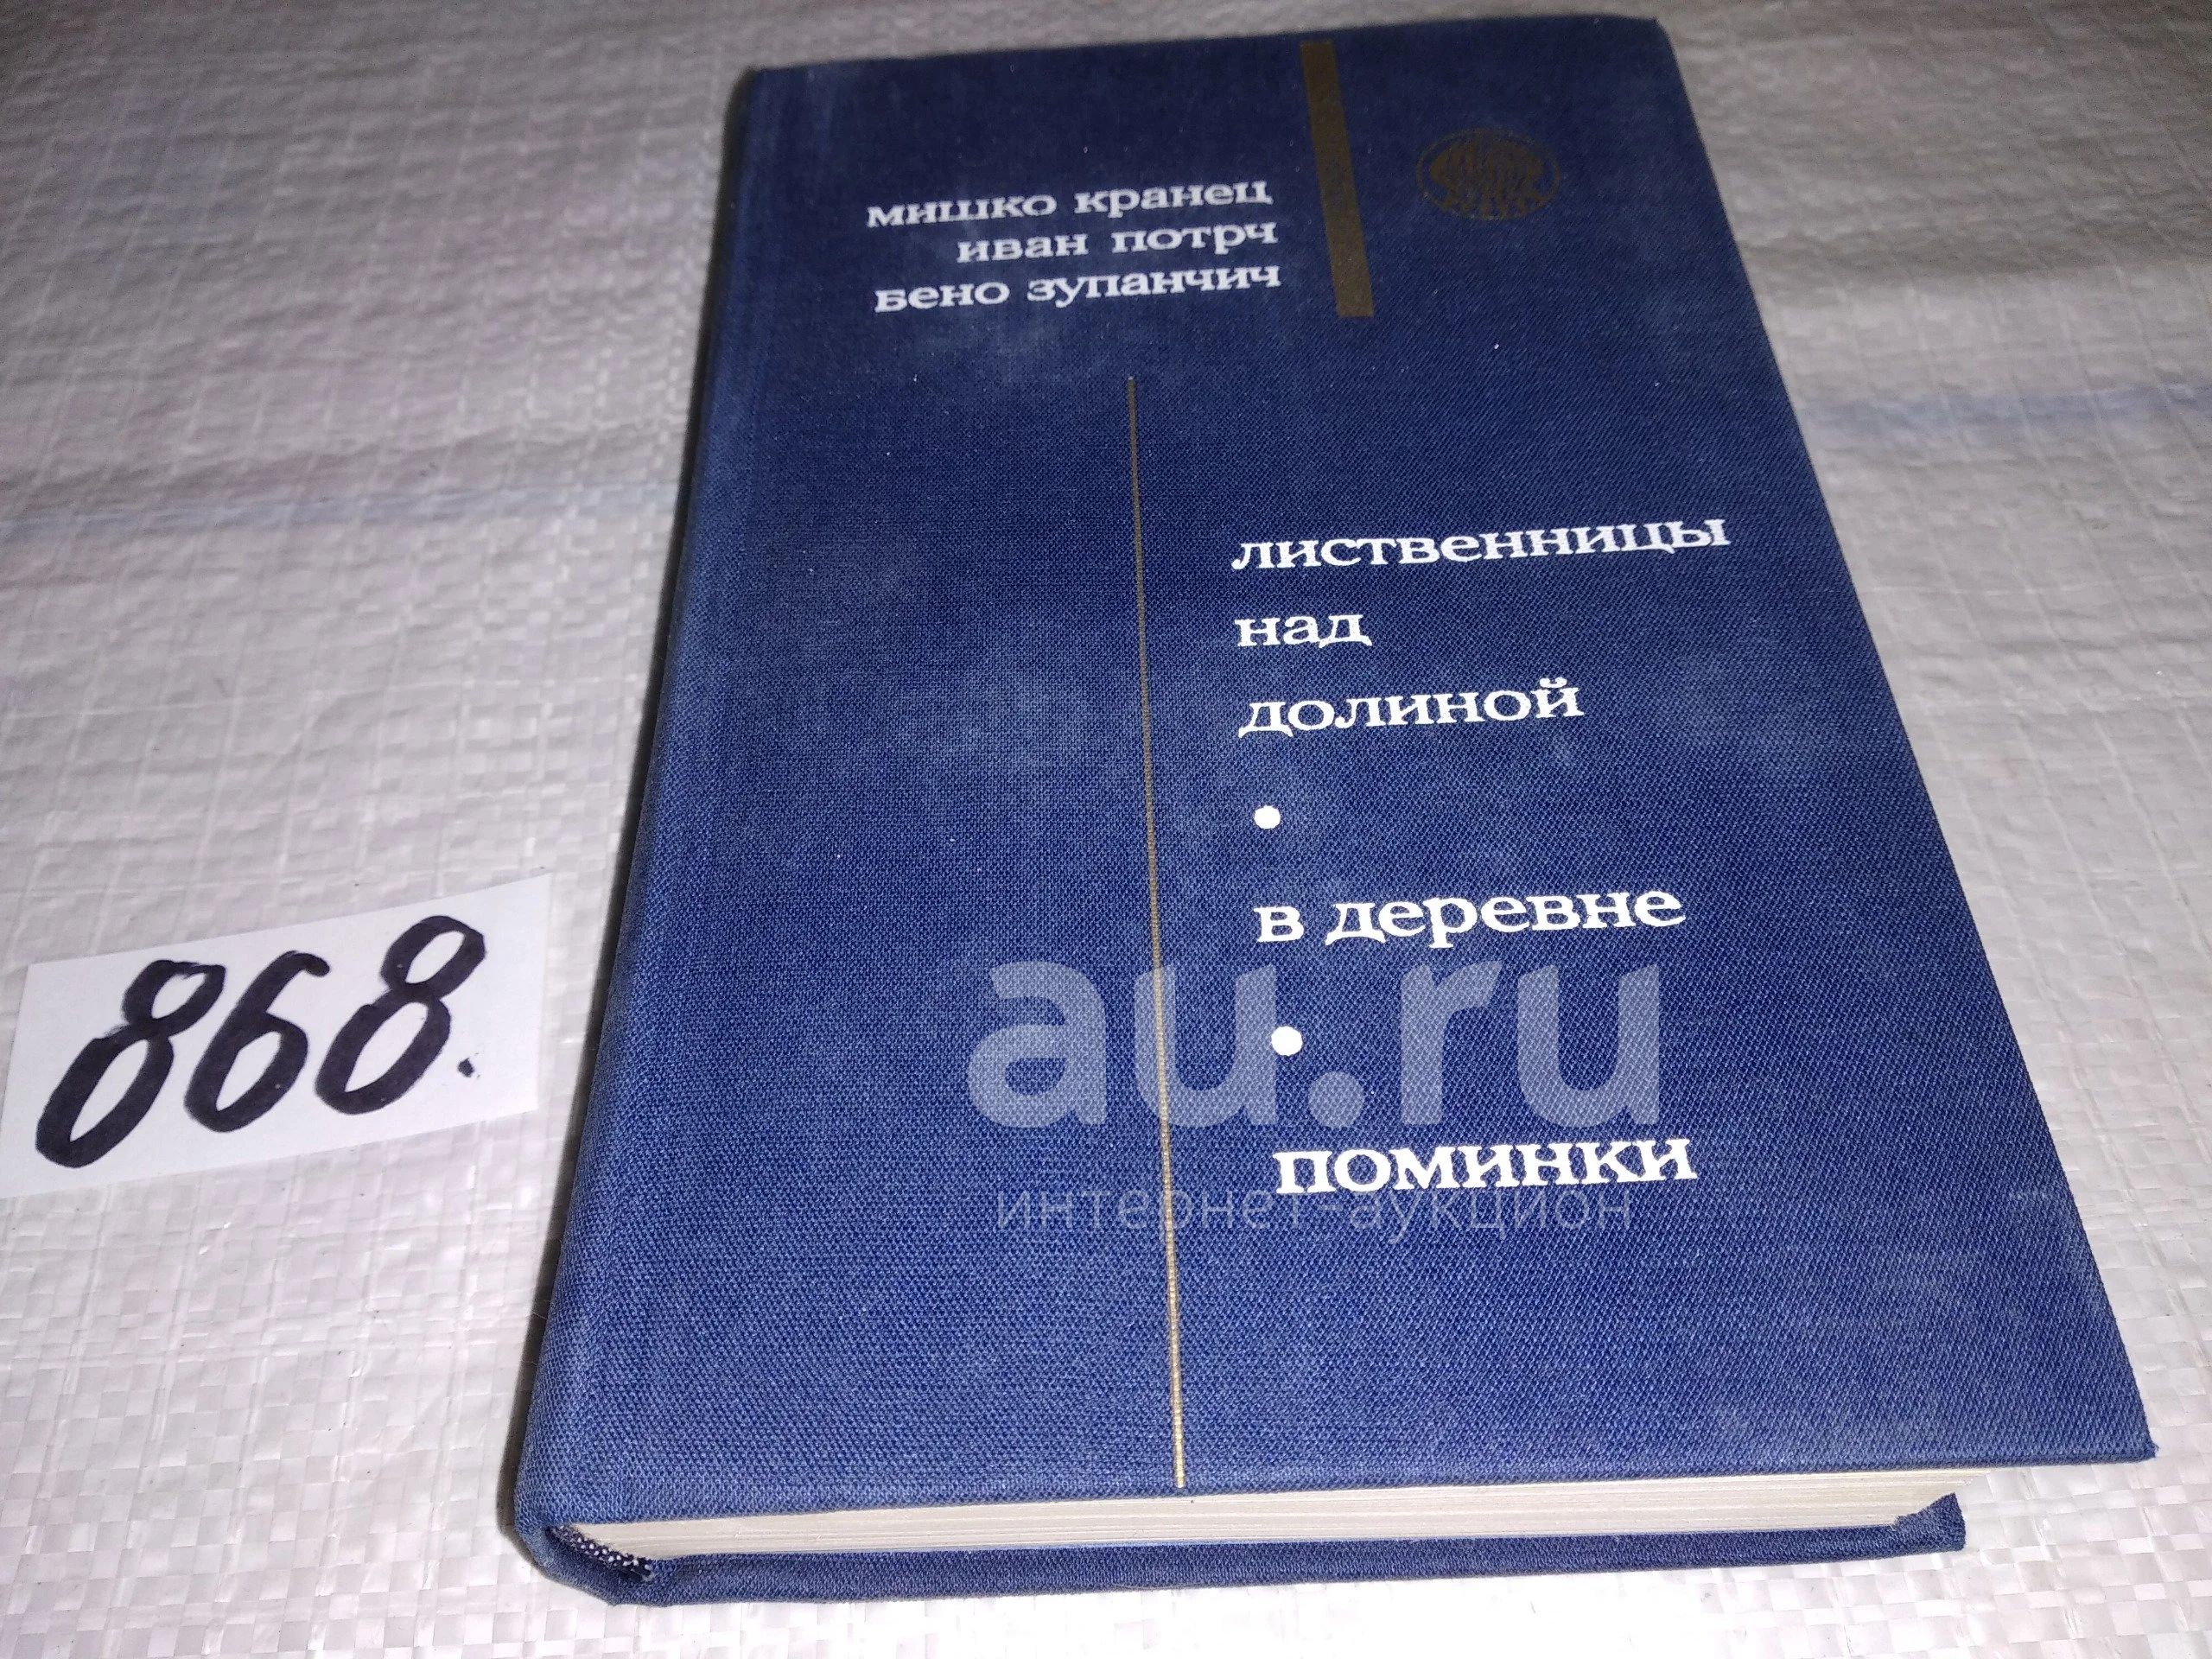 мишко кранец
иван потрч
бено зупанчич
лиственницы
над
долиной
•
в деревне
•
поминки
868.
au.ru
интернет-аукцион